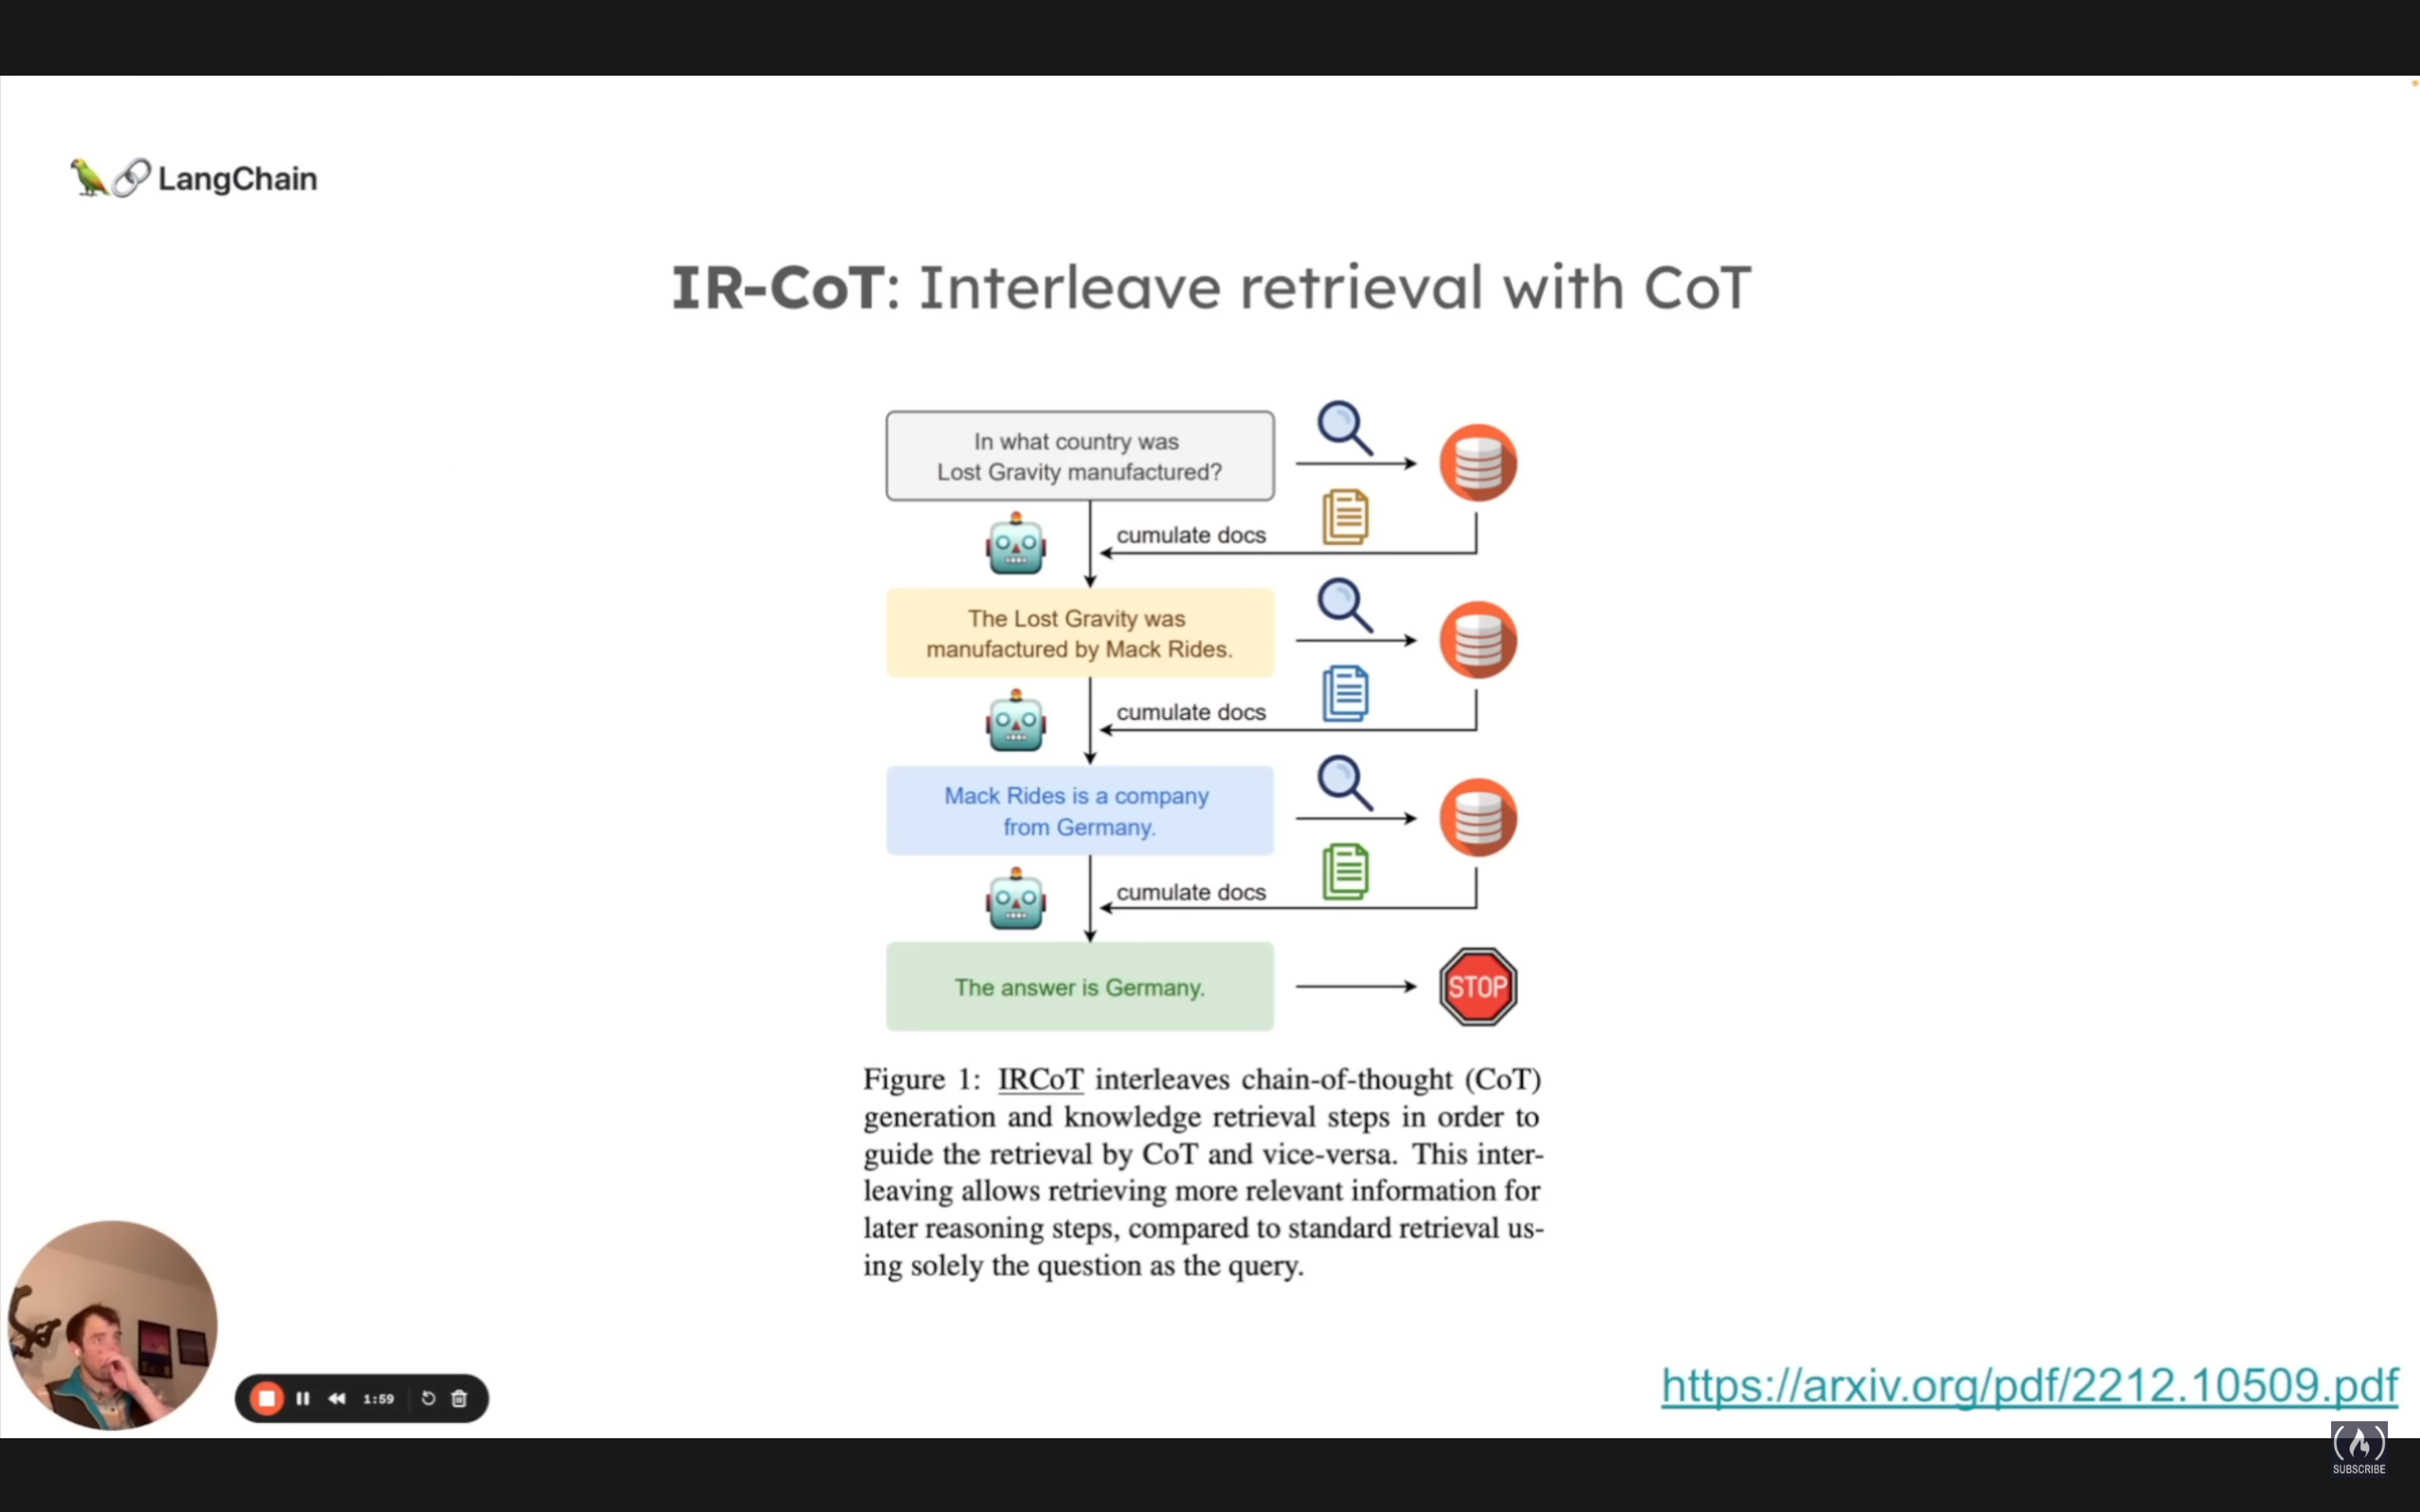 LangChain
IR-CoT: Interleave retrieval with CoT
In what country was
Lost Gravity manufactured?
cumulate docs
The Lost Gravity was
manufactured by Mack Rides.
cumulate docs
Mack Rides is a company
from Germany.
cumulate docs
The answer is Germany.
STOP
Figure 1: IRCoT interleaves chain-of-thought (CoT)
generation and knowledge retrieval steps in order to
guide the retrieval by CoT and vice-versa. This inter-
leaving allows retrieving more relevant information for
later reasoning steps, compared to standard retrieval us-
ing solely the question as the query.
1:59
https://arxiv.org/pdf/2212.10509.pdf
SUBSCRIBE